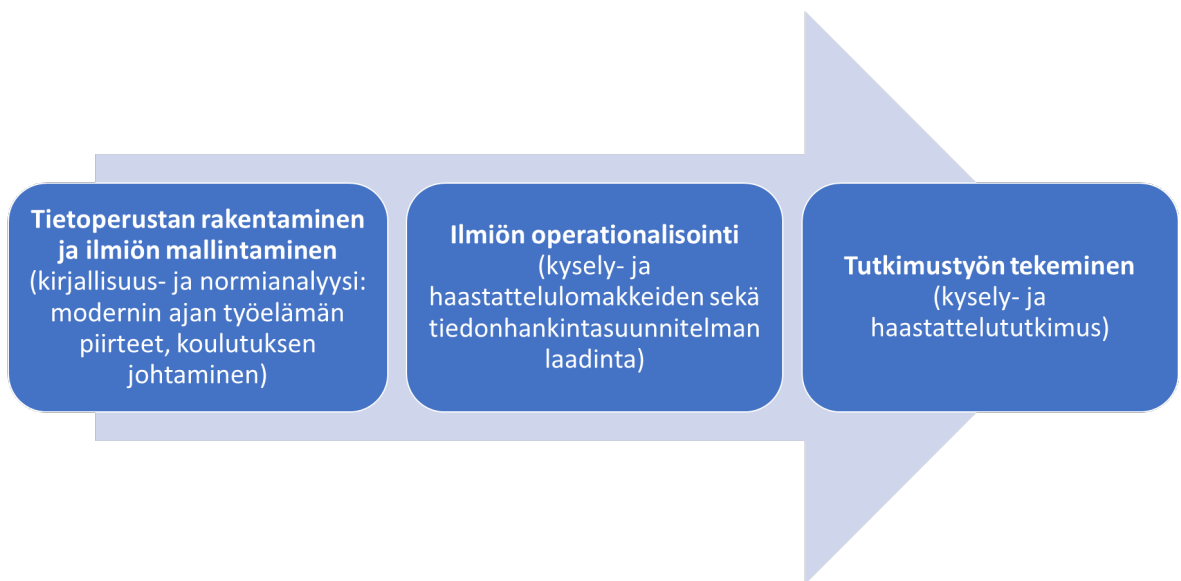 Tietoperustan rakentaminen
ja ilmiön mallintaminen
(kirjallisuus- ja normianalyysi:
modernin ajan työelämän
piirteet, koulutuksen
johtaminen)
Ilmiön operationalisointi
(kysely- ja
haastattelulomakkeiden sekä
tiedonhankintasuunnitelman
laadinta)
Tutkimustyön tekeminen
(kysely- ja
haastattelututkimus)